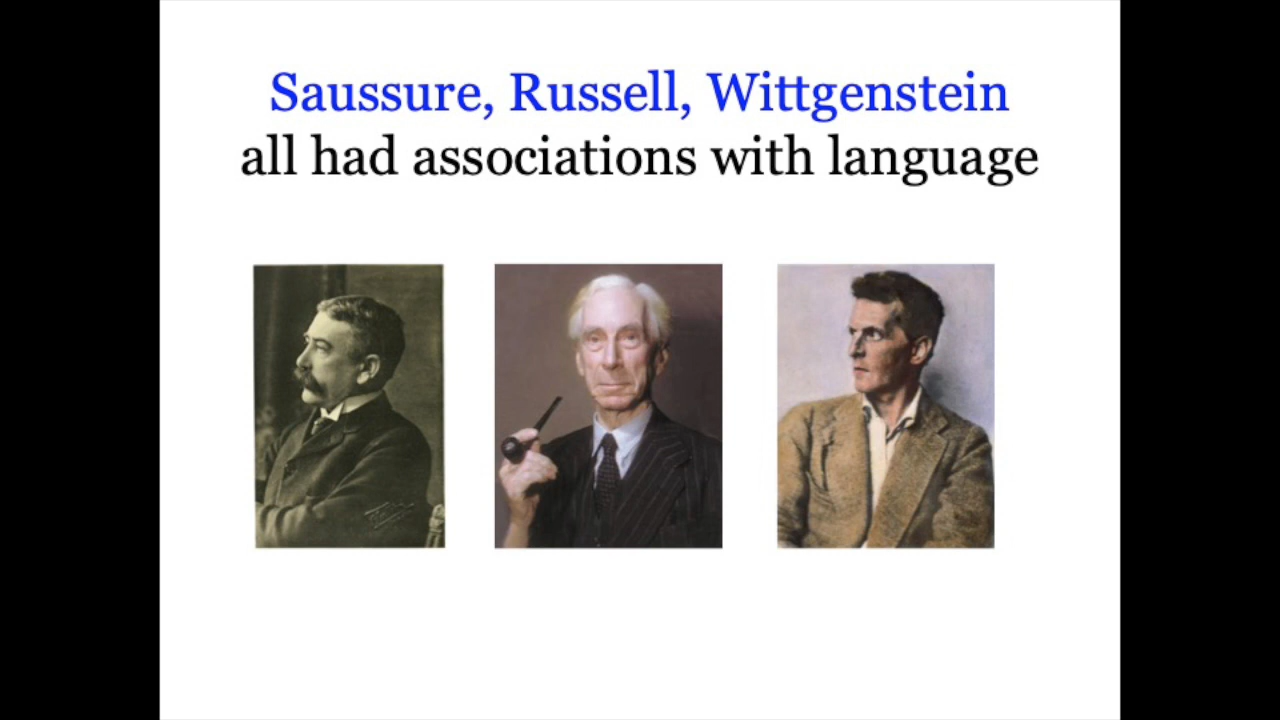 Saussure, Russell, Wittgenstein
all had associations with language